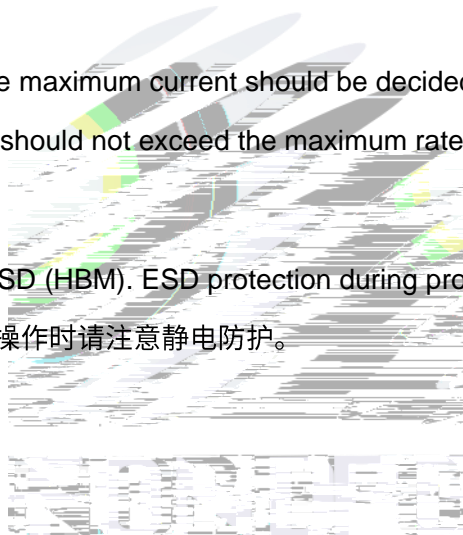 e maximum current should be decided
should not exceed the maximum rate
SD (HBM). ESD protection during pro
操作时请注意静电防护。